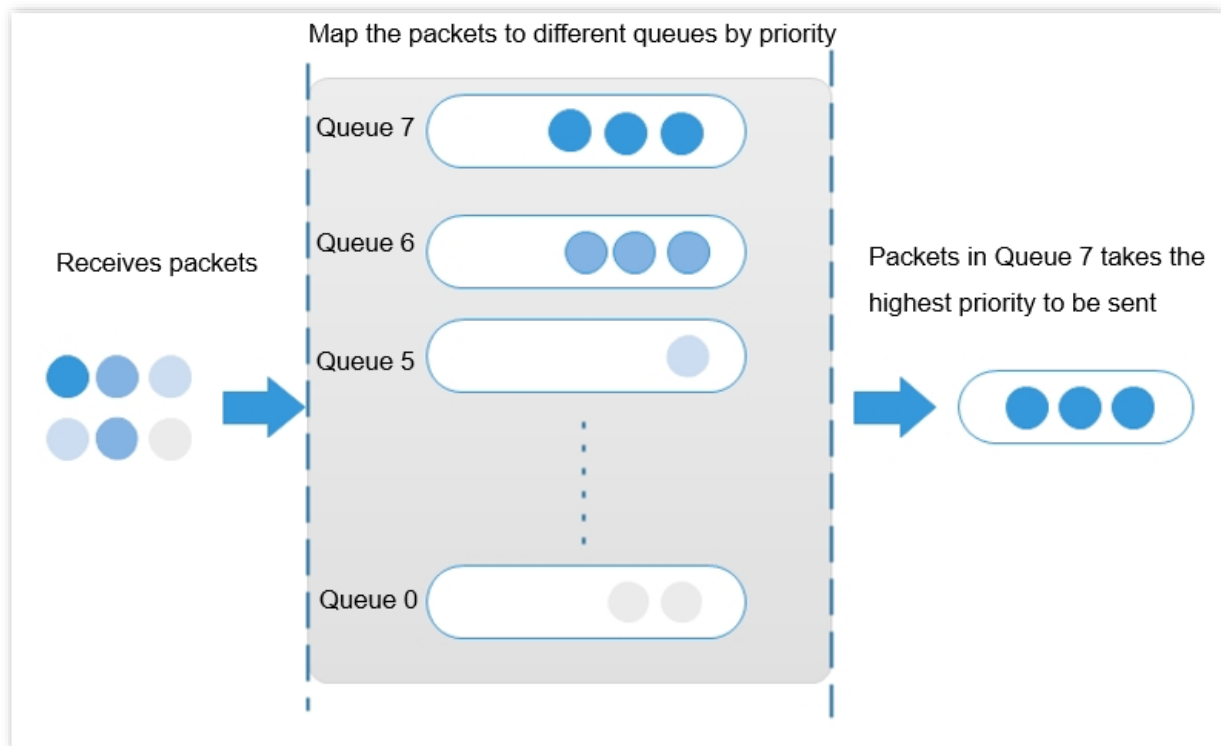 Map the packets to different queues by priority
Queue 7
Queue 6
Receives packets
Queue 5
Queue 0
Packets in Queue 7 takes the
highest priority to be sent